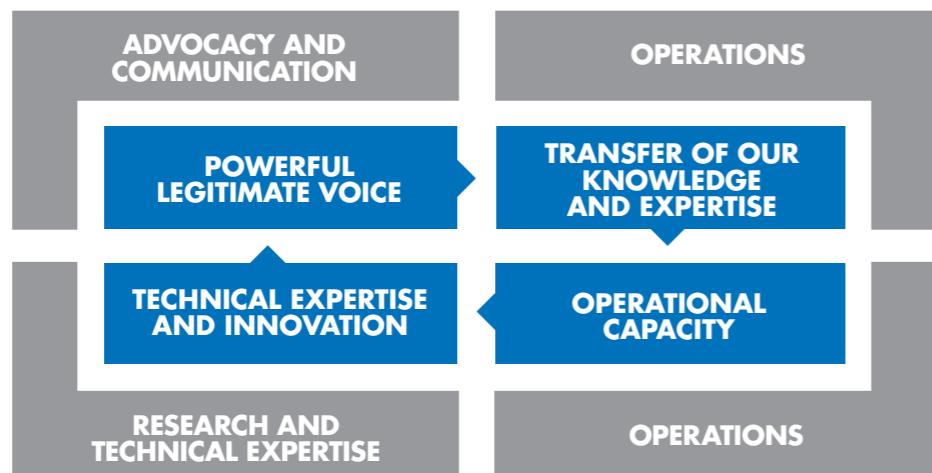 ADVOCACY AND
COMMUNICATION
OPERATIONS
POWERFUL
LEGITIMATE VOICE
TRANSFER OF OUR
KNOWLEDGE
AND EXPERTISE
TECHNICAL EXPERTISE
AND INNOVATION
OPERATIONAL
CAPACITY
RESEARCH AND
TECHNICAL EXPERTISE
OPERATIONS